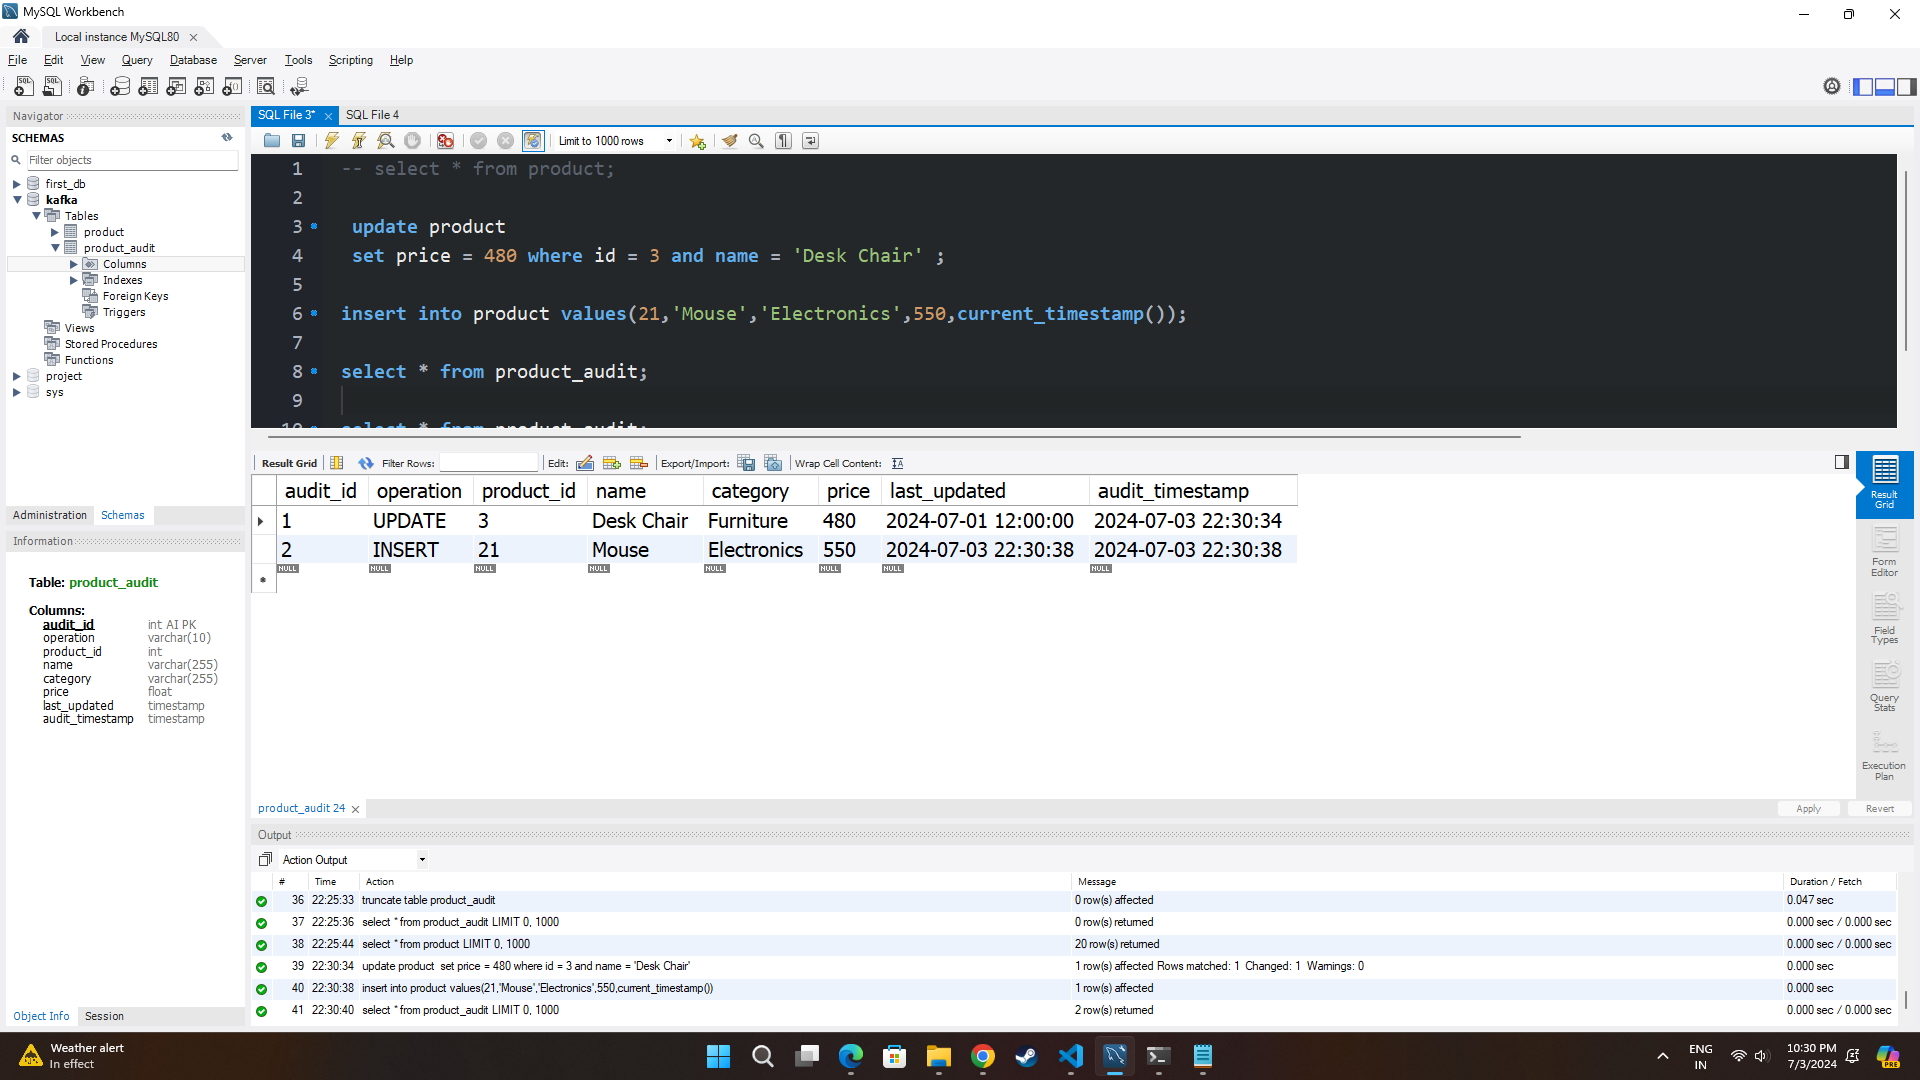 MySQL Workbench
Local instance MySQL80
File Edit View Query Database Server Tools Scripting Help
Navigator
SCHEMAS
Filter objects
first_db
kafka
Tables
product
product_audit
Columns
Indexes
Foreign Keys
Triggers
Views
Stored Procedures
Functions
project
sys
Administration Schemas
Information
Table: product_audit
Columns:
audit_id int AI PK
operation varchar(10)
product_id int
name varchar(255)
category varchar(255)
price float
last_updated timestamp
audit_timestamp timestamp
Object Info Session
SQL File 3* SQL File 4
Limit to 1000 rows
1 -- select * from product;
2
3 update product
4 set price = 480 where id = 3 and name = 'Desk Chair' ;
5
6 insert into product values(21,'Mouse','Electronics',550,current_timestamp());
7
8 select * from product_audit;
9
10 select * from product_audit;
Result Grid Filter Rows: Edit: Export/Import: Wrap Cell Content:
audit_id operation product_id name category price last_updated audit_timestamp
1 UPDATE 3 Desk Chair Furniture 480 2024-07-01 12:00:00 2024-07-03 22:30:34
2 INSERT 21 Mouse Electronics 550 2024-07-03 22:30:38 2024-07-03 22:30:38
NULL NULL NULL NULL NULL NULL NULL NULL
Result
Grid
Form
Editor
Field
Types
Query
Stats
Execution
Plan
product_audit 24
Apply Revert
Output
Action Output
# Time Action Message Duration / Fetch
36 22:25:33 truncate table product_audit 0 row(s) affected 0.047 sec
37 22:25:36 select * from product_audit LIMIT 0, 1000 0 row(s) returned 0.000 sec / 0.000 sec
38 22:25:44 select * from product LIMIT 0, 1000 20 row(s) returned 0.000 sec / 0.000 sec
39 22:30:34 update product set price = 480 where id = 3 and name = 'Desk Chair' 1 row(s) affected Rows matched: 1 Changed: 1 Warnings: 0 0.000 sec
40 22:30:38 insert into product values(21,'Mouse','Electronics',550,current_timestamp()) 1 row(s) affected 0.000 sec
41 22:30:40 select * from product_audit LIMIT 0, 1000 2 row(s) returned 0.000 sec / 0.000 sec
Weather alert
In effect
ENG
IN
10:30 PM
7/3/2024
PRE